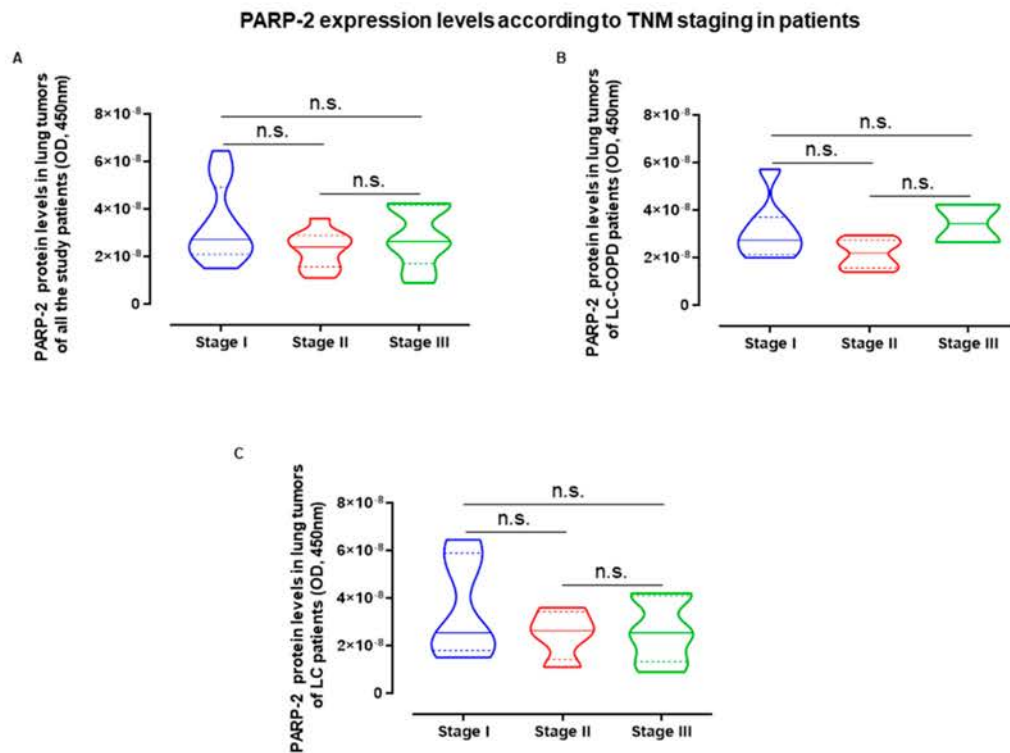 PARP-2 expression levels according to TNM staging in patients
A
PARP-2 protein levels in lung tumors
of all the study patients (OD, 450nm)
8×10⁻⁸
6×10⁻⁸
4×10⁻⁸
2×10⁻⁸
0
n.s.
n.s.
n.s.
Stage I
Stage II
Stage III
B
PARP-2 protein levels in lung tumors
of LC-COPD patients (OD, 450nm)
8×10⁻⁸
6×10⁻⁸
4×10⁻⁸
2×10⁻⁸
0
n.s.
n.s.
n.s.
Stage I
Stage II
Stage III
C
PARP-2 protein levels in lung tumors
of LC patients (OD, 450nm)
8×10⁻⁸
6×10⁻⁸
4×10⁻⁸
2×10⁻⁸
0
n.s.
n.s.
n.s.
Stage I
Stage II
Stage III